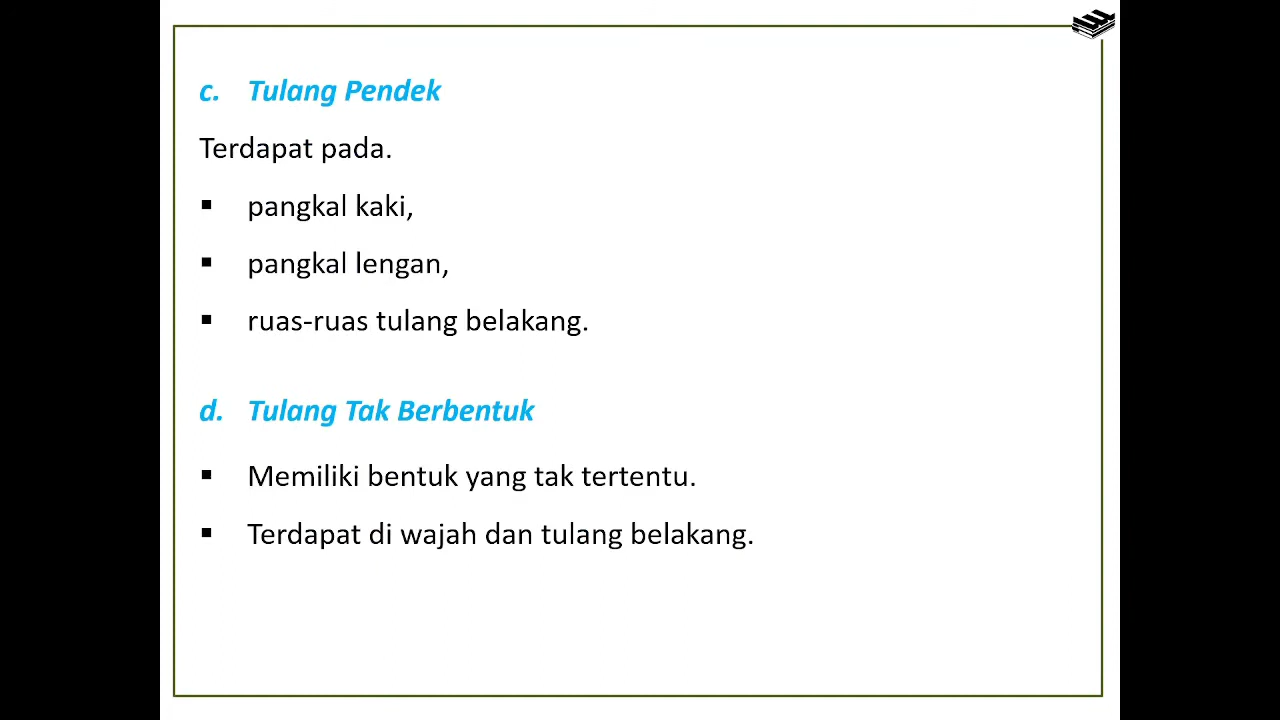 c. Tulang Pendek
Terdapat pada.
▪ pangkal kaki,
▪ pangkal lengan,
▪ ruas-ruas tulang belakang.
d. Tulang Tak Berbentuk
▪ Memiliki bentuk yang tak tertentu.
▪ Terdapat di wajah dan tulang belakang.